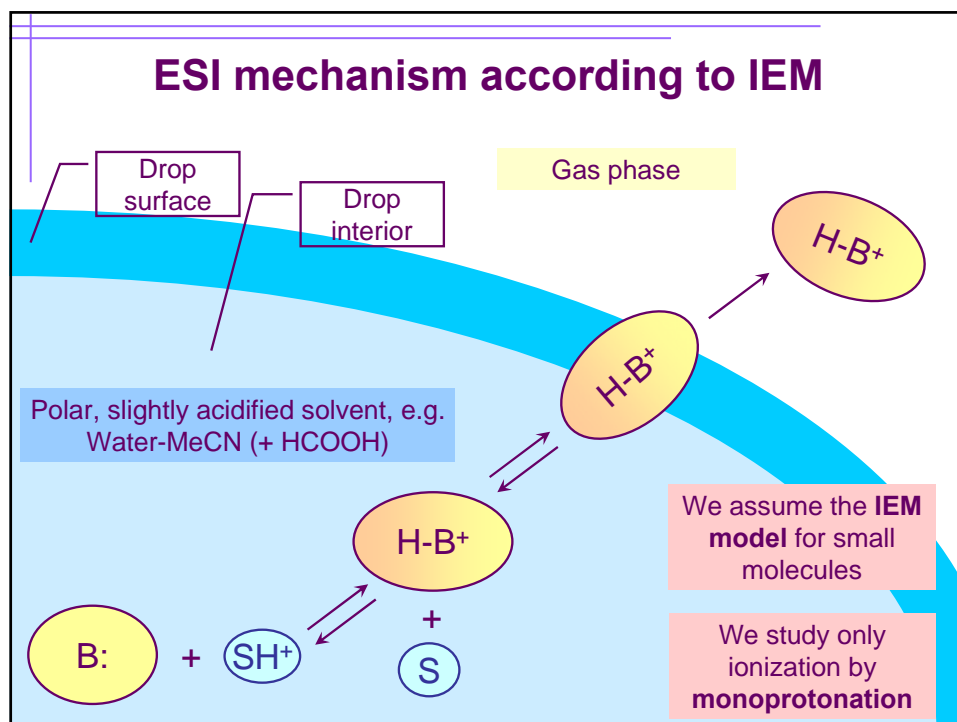 ESI mechanism according to IEM
Drop
surface
Drop
interior
Gas phase
H-B⁺
H-B⁺
Polar, slightly acidified solvent, e.g.
Water-MeCN (+ HCOOH)
H-B⁺
We assume the IEM
model for small
molecules
B: + SH⁺
+
S
We study only
ionization by
monoprotonation